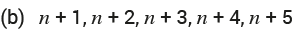 (b) n + 1, n + 2, n + 3, n + 4, n + 5